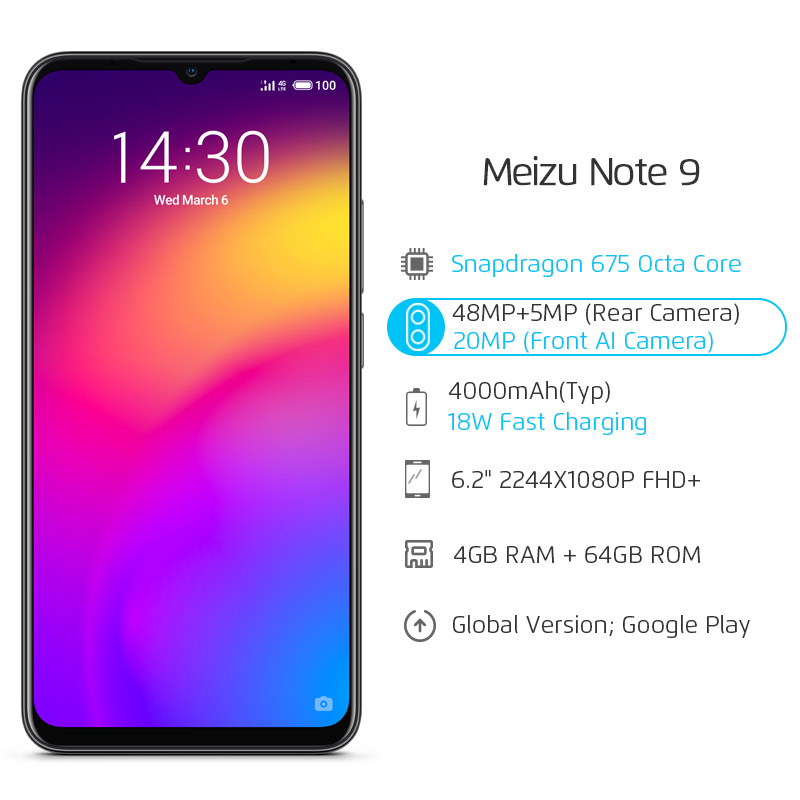 4G
LTE
100
14:30
Wed March 6
Meizu Note 9
Snapdragon 675 Octa Core
48MP+5MP (Rear Camera)
20MP (Front AI Camera)
4000mAh(Typ)
18W Fast Charging
6.2" 2244X1080P FHD+
4GB RAM + 64GB ROM
Global Version; Google Play